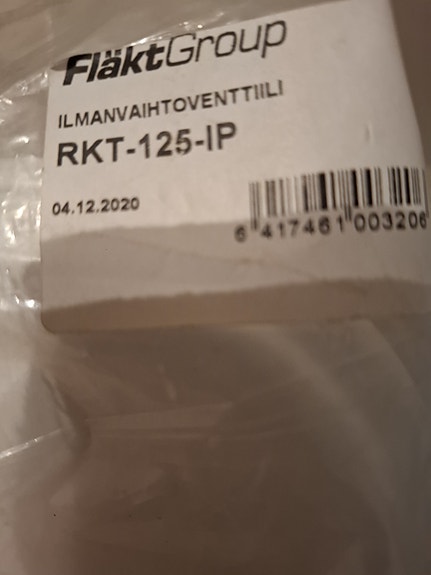 FläktGroup
ILMANVAIHTOVENTTIILI
RKT-125-IP
04.12.2020
6 417461 003206